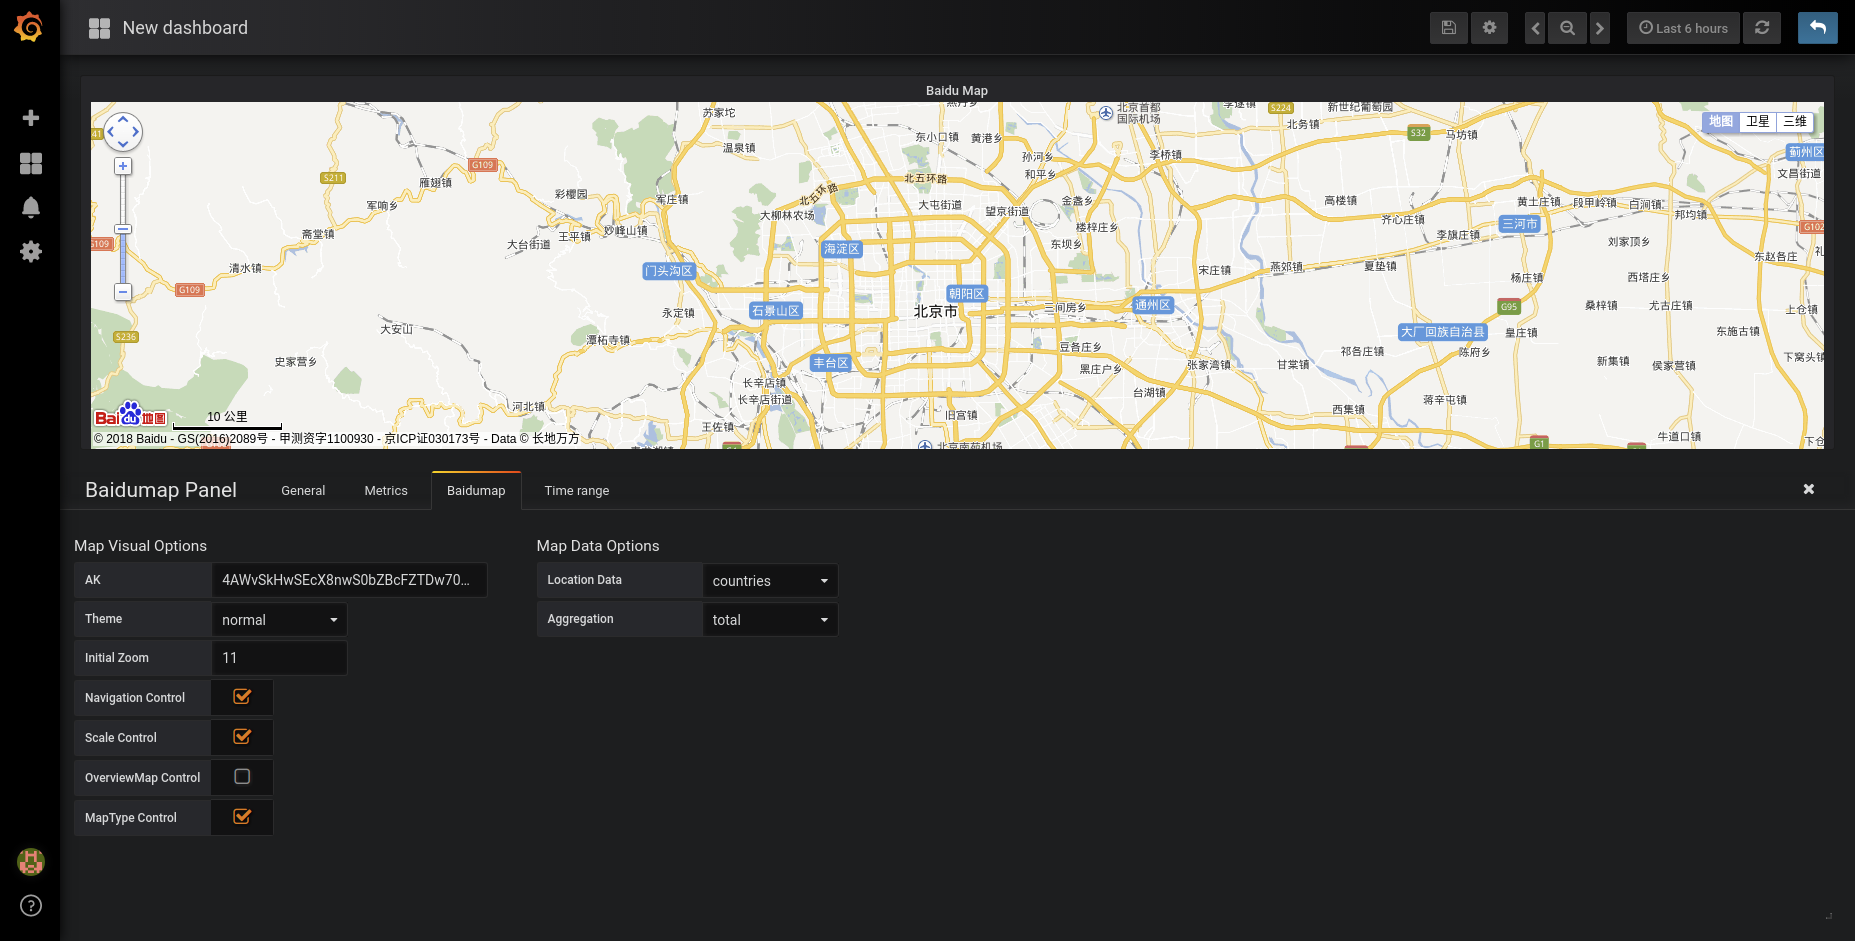 New dashboard
Last 6 hours
Baidu Map
苏家坨
北京首都
国际机场
S224
新世纪葡萄园
北务镇
S32
马坊镇
地图 卫星 三维
41
东小口镇
黄港乡
温泉镇
孙河乡
李桥镇
蓟州区
G109
S211
雁翅镇
和平乡
文昌街道
北五环路
北五环路
彩樱园
军庄镇
军响乡
大柳林农场
大屯街道
望京街道
金盏乡
高楼镇
黄土庄镇
段甲岭镇
白涧镇
邦均镇
齐心庄镇
三河市
G102
斋堂镇
妙峰山镇
王平镇
大台街道
楼梓庄乡
李旗庄镇
G109
海淀区
东坝乡
刘家顶乡
东赵各庄
清水镇
门头沟区
宋庄镇
燕郊镇
夏垫镇
杨庄镇
西塔庄乡
G109
朝阳区
石景山区
北京市
三间房乡
通州区
G95
桑梓镇
尤古庄镇
上仓镇
永定镇
大安山
大厂回族自治县
皇庄镇
东施古镇
S236
潭柘寺镇
豆各庄乡
祁各庄镇
陈府乡
史家营乡
丰台区
黑庄户乡
张家湾镇
甘棠镇
新集镇
侯家营镇
下窝头镇
长辛店镇
长辛店街道
台湖镇
蒋辛屯镇
河北镇
西集镇
旧宫镇
Bai du 地图
10 公里
王佐镇
牛道口镇
下仓
© 2018 Baidu - GS(2016)2089号 - 甲测资字1100930 - 京ICP证030173号 - Data © 长地万方
北京南苑机场
G1
Baidumap Panel
General
Metrics
Baidumap
Time range
Map Visual Options
Map Data Options
AK
4AWvSkHwSEcX8nwS0bZBcFZTDw70...
Location Data
countries
Theme
normal
Aggregation
total
Initial Zoom
11
Navigation Control
Scale Control
OverviewMap Control
MapType Control